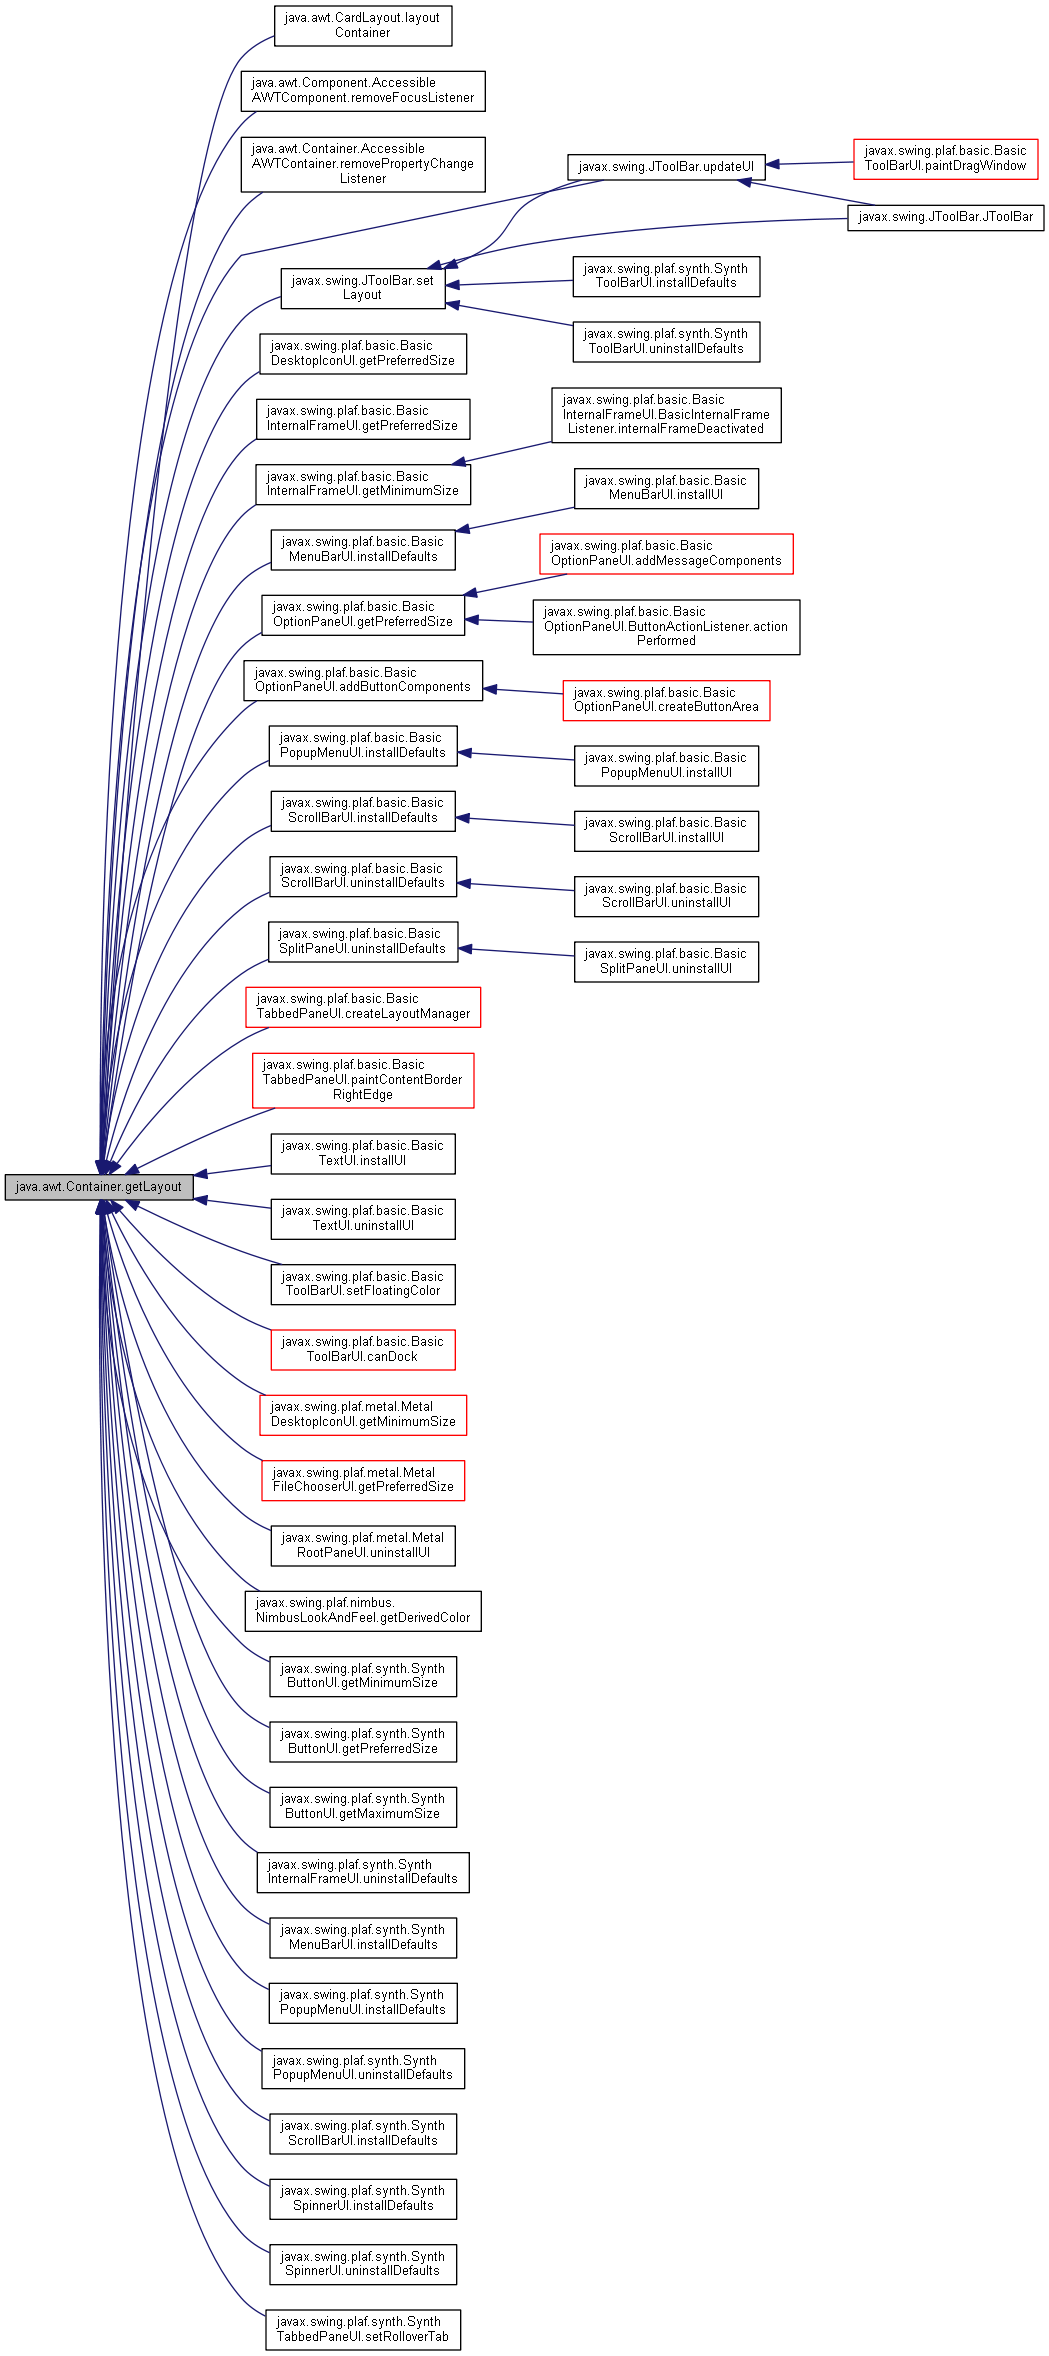 java.awt.CardLayout.layout
Container
java.awt.Component.Accessible
AWTComponent.removeFocusListener
java.awt.Container.Accessible
AWTContainer.removePropertyChange
Listener
javax.swing.JToolBar.updateUI
javax.swing.plaf.basic.Basic
ToolBarUI.paintDragWindow
javax.swing.JToolBar.JToolBar
javax.swing.JToolBar.set
Layout
javax.swing.plaf.synth.Synth
ToolBarUI.installDefaults
javax.swing.plaf.synth.Synth
ToolBarUI.uninstallDefaults
javax.swing.plaf.basic.Basic
DesktopIconUI.getPreferredSize
javax.swing.plaf.basic.Basic
InternalFrameUI.getPreferredSize
javax.swing.plaf.basic.Basic
InternalFrameUI.BasicInternalFrame
Listener.internalFrameDeactivated
javax.swing.plaf.basic.Basic
InternalFrameUI.getMinimumSize
javax.swing.plaf.basic.Basic
MenuBarUI.installUI
javax.swing.plaf.basic.Basic
MenuBarUI.installDefaults
javax.swing.plaf.basic.Basic
OptionPaneUI.addMessageComponents
javax.swing.plaf.basic.Basic
OptionPaneUI.getPreferredSize
javax.swing.plaf.basic.Basic
OptionPaneUI.ButtonActionListener.action
Performed
javax.swing.plaf.basic.Basic
OptionPaneUI.addButtonComponents
javax.swing.plaf.basic.Basic
OptionPaneUI.createButtonArea
javax.swing.plaf.basic.Basic
PopupMenuUI.installDefaults
javax.swing.plaf.basic.Basic
PopupMenuUI.installUI
javax.swing.plaf.basic.Basic
ScrollBarUI.installDefaults
javax.swing.plaf.basic.Basic
ScrollBarUI.installUI
javax.swing.plaf.basic.Basic
ScrollBarUI.uninstallDefaults
javax.swing.plaf.basic.Basic
ScrollBarUI.uninstallUI
javax.swing.plaf.basic.Basic
SplitPaneUI.uninstallDefaults
javax.swing.plaf.basic.Basic
SplitPaneUI.uninstallUI
javax.swing.plaf.basic.Basic
TabbedPaneUI.createLayoutManager
javax.swing.plaf.basic.Basic
TabbedPaneUI.paintContentBorder
RightEdge
javax.swing.plaf.basic.Basic
TextUI.installUI
java.awt.Container.getLayout
javax.swing.plaf.basic.Basic
TextUI.uninstallUI
javax.swing.plaf.basic.Basic
ToolBarUI.setFloatingColor
javax.swing.plaf.basic.Basic
ToolBarUI.canDock
javax.swing.plaf.metal.Metal
DesktopIconUI.getMinimumSize
javax.swing.plaf.metal.Metal
FileChooserUI.getPreferredSize
javax.swing.plaf.metal.Metal
RootPaneUI.uninstallUI
javax.swing.plaf.nimbus.
NimbusLookAndFeel.getDerivedColor
javax.swing.plaf.synth.Synth
ButtonUI.getMinimumSize
javax.swing.plaf.synth.Synth
ButtonUI.getPreferredSize
javax.swing.plaf.synth.Synth
ButtonUI.getMaximumSize
javax.swing.plaf.synth.Synth
InternalFrameUI.uninstallDefaults
javax.swing.plaf.synth.Synth
MenuBarUI.installDefaults
javax.swing.plaf.synth.Synth
PopupMenuUI.installDefaults
javax.swing.plaf.synth.Synth
PopupMenuUI.uninstallDefaults
javax.swing.plaf.synth.Synth
ScrollBarUI.installDefaults
javax.swing.plaf.synth.Synth
SpinnerUI.installDefaults
javax.swing.plaf.synth.Synth
SpinnerUI.uninstallDefaults
javax.swing.plaf.synth.Synth
TabbedPaneUI.setRolloverTab